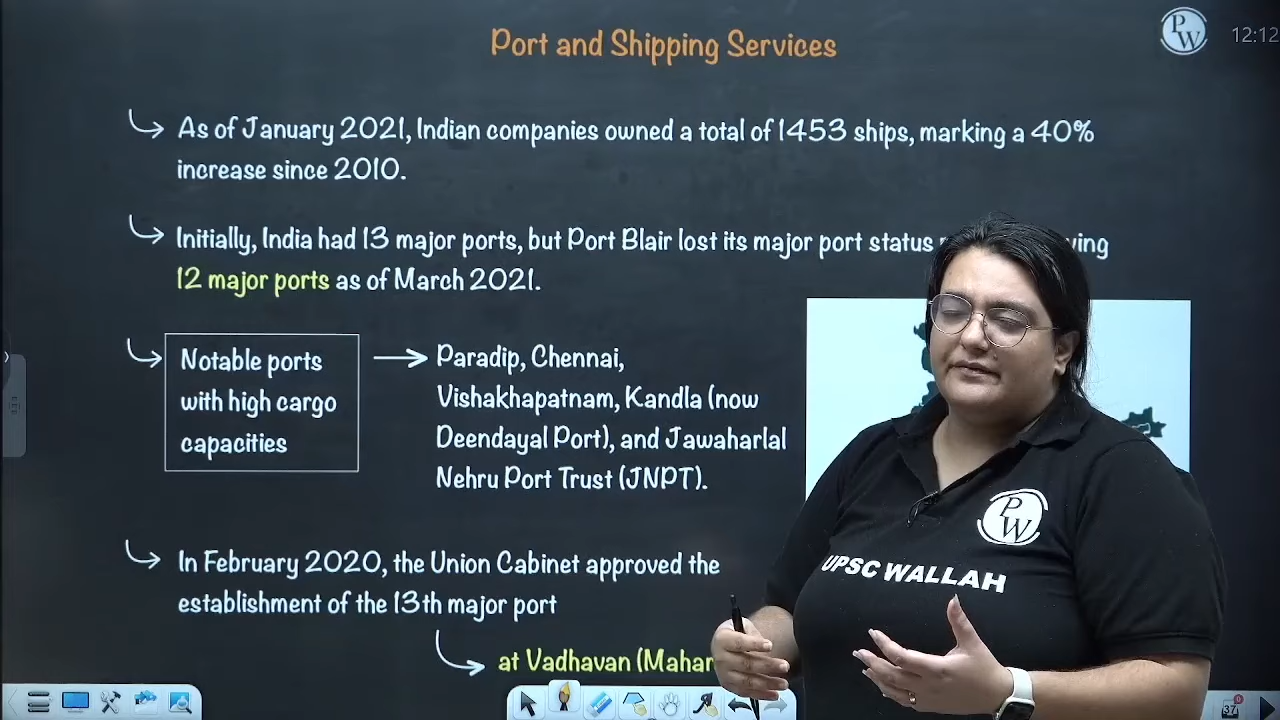 Port and Shipping Services
PW
12:12
As of January 2021, Indian companies owned a total of 1453 ships, marking a 40%
increase since 2010.
Initially, India had 13 major ports, but Port Blair lost its major port status
12 major ports as of March 2021.
Notable ports
with high cargo
capacities
Paradip, Chennai,
Vishakhapatnam, Kandla (now
Deendayal Port), and Jawaharlal
Nehru Port Trust (JNPT).
In February 2020, the Union Cabinet approved the
establishment of the 13th major port
at Vadhavan (Mahar
PW
UPSC WALLAH
37